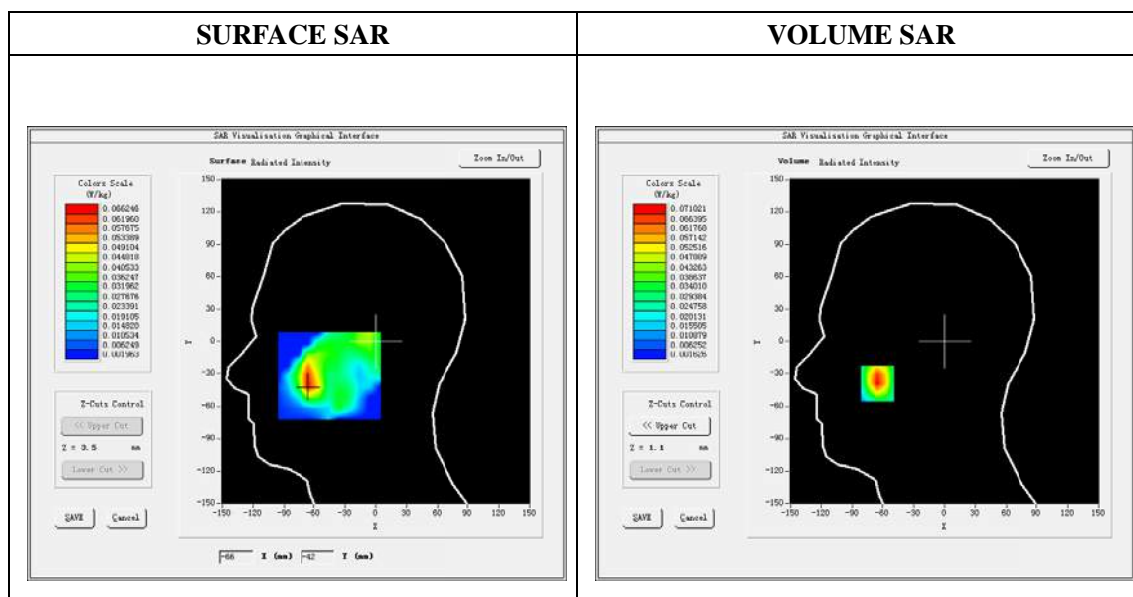 SURFACE SAR
VOLUME SAR
SAR Visualisation Graphical Interface
Surface Radiated Intensity
Zoom In/Out
Colors Scale
(W/kg)
0.066246
0.061960
0.057675
0.053389
0.049104
0.044818
0.040533
0.036247
0.031962
0.027676
0.023391
0.019105
0.014820
0.010534
0.006249
0.001963
Z-Cuts Control
<< Upper Cut
Z = 3.5 mm
Lower Cut >>
SAVE
Cancel
150
120
90
60
30
0
-30
-60
-90
-120
-150
Y
-150 -120 -90 -60 -30 0 30 60 90 120 150
X
-66 X (mm) -42 Y (mm)
SAR Visualisation Graphical Interface
Volume Radiated Intensity
Zoom In/Out
Colors Scale
(W/kg)
0.071021
0.066395
0.061768
0.057142
0.052516
0.047889
0.043263
0.038637
0.034010
0.029384
0.024758
0.020131
0.015505
0.010879
0.006252
0.001626
Z-Cuts Control
<< Upper Cut
Z = 1.1 mm
Lower Cut >>
SAVE
Cancel
150
120
90
60
30
0
-30
-60
-90
-120
-150
Y
-150 -120 -90 -60 -30 0 30 60 90 120 150
X